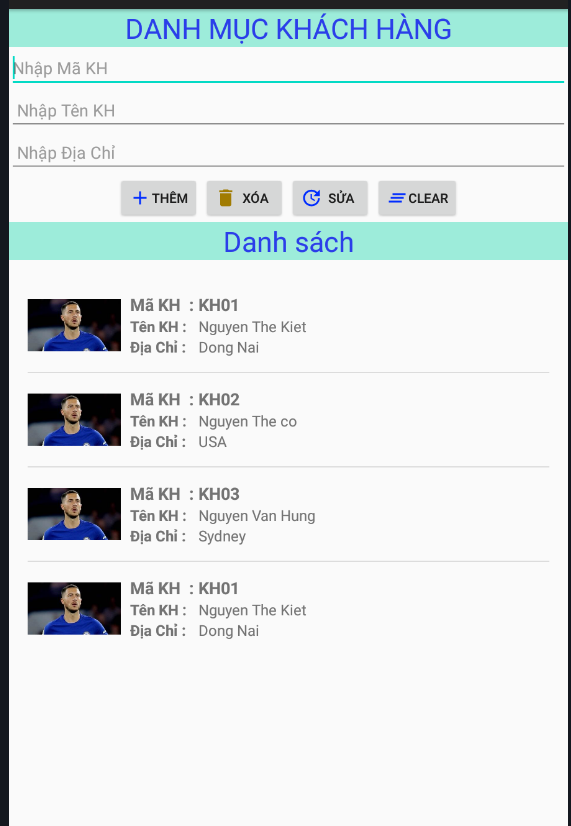 DANH MỤC KHÁCH HÀNG
Nhập Mã KH
Nhập Tên KH
Nhập Địa Chỉ
THÊM XÓA SỬA CLEAR
Danh sách
Mã KH : KH01
Tên KH : Nguyen The Kiet
Địa Chỉ : Dong Nai
Mã KH : KH02
Tên KH : Nguyen The co
Địa Chỉ : USA
Mã KH : KH03
Tên KH : Nguyen Van Hung
Địa Chỉ : Sydney
Mã KH : KH01
Tên KH : Nguyen The Kiet
Địa Chỉ : Dong Nai